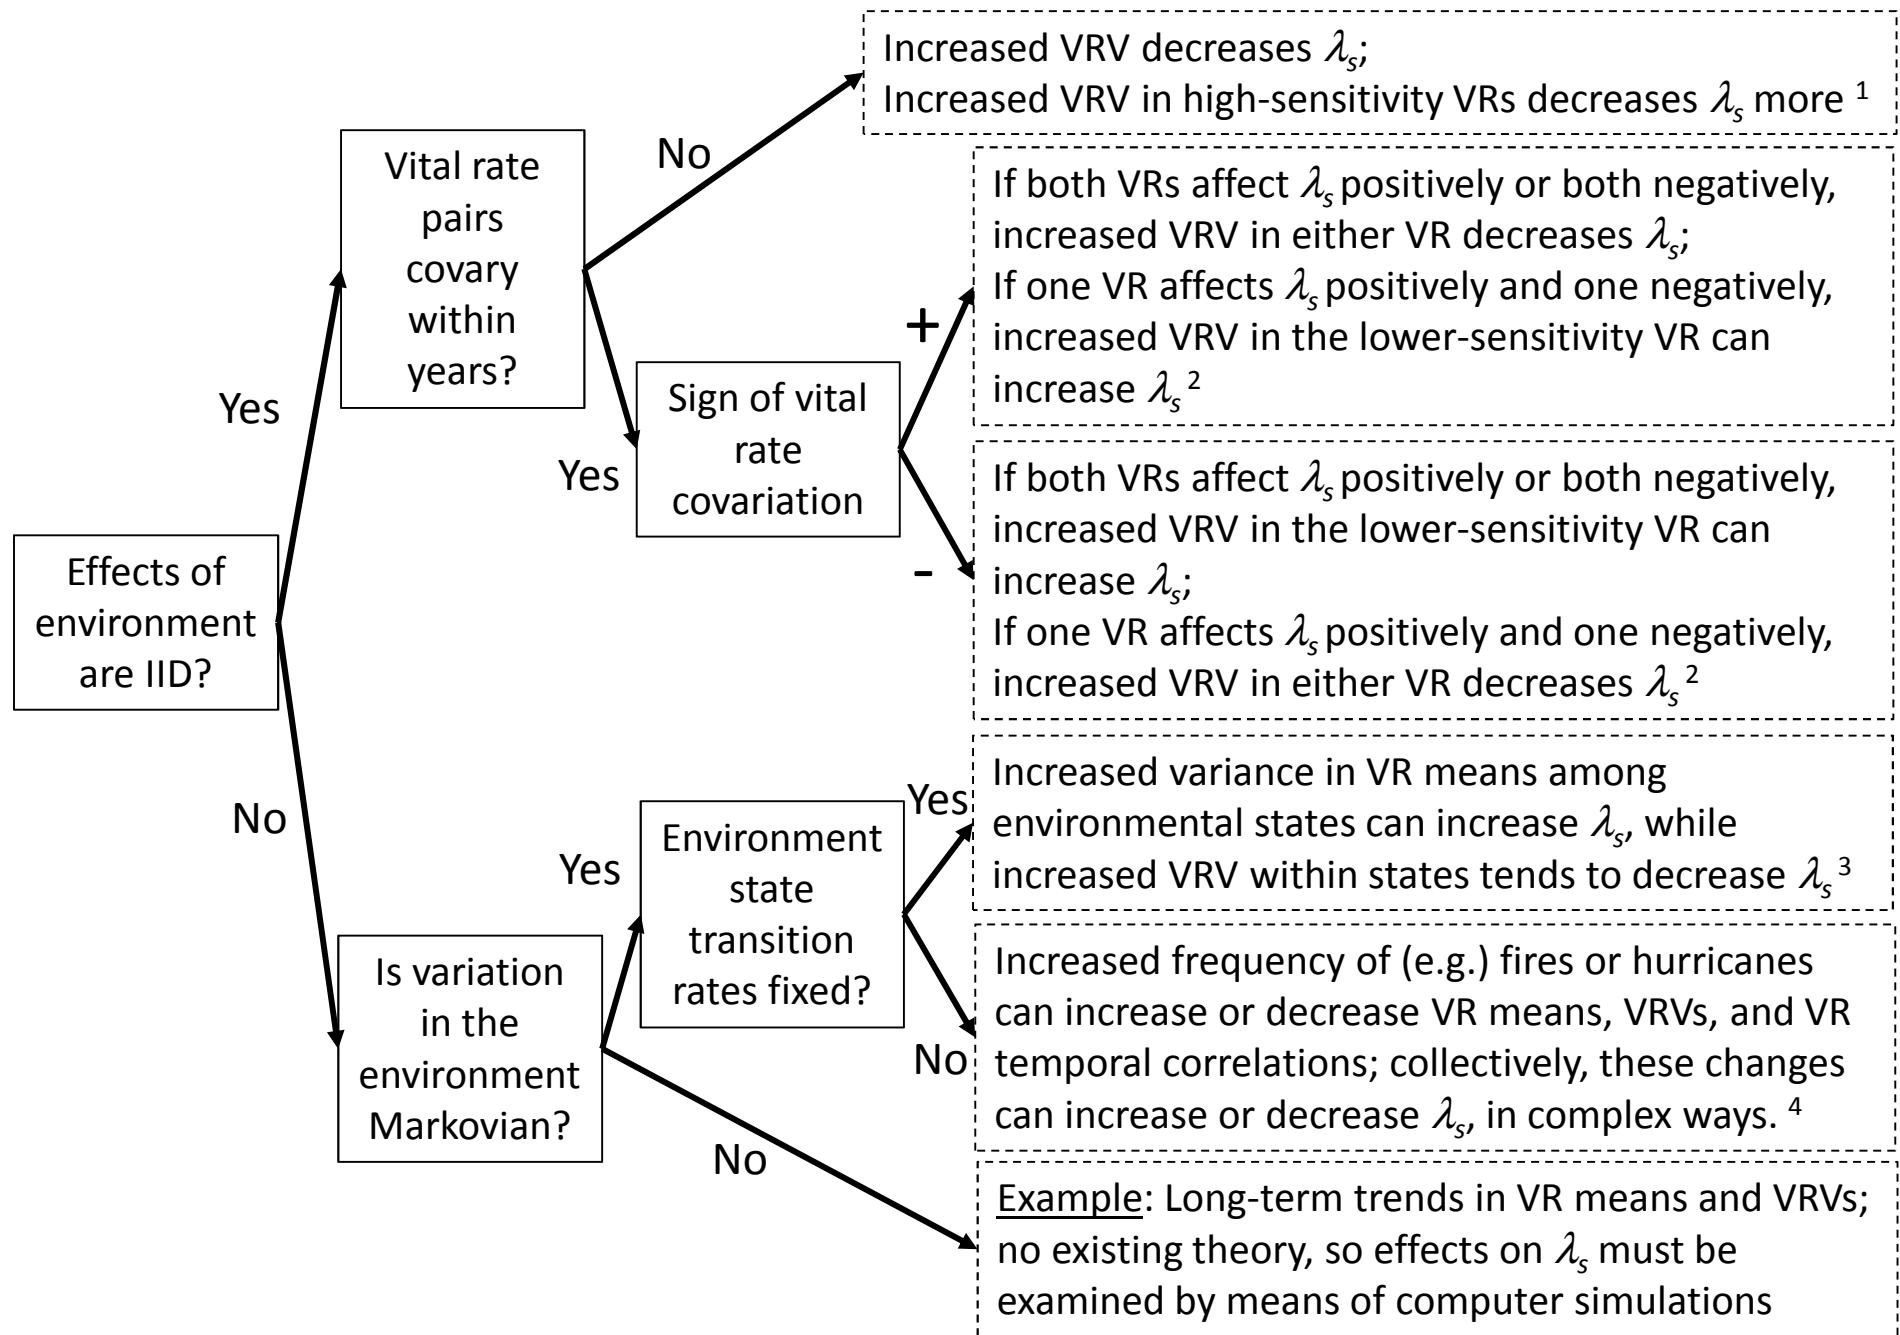 Effects of
environment
are IID?
Yes
No
Vital rate
pairs
covary
within
years?
No
Yes
Sign of vital
rate
covariation
+
-
Is variation
in the
environment
Markovian?
Yes
No
Environment
state
transition
rates fixed?
Yes
No
Increased VRV decreases λs;
Increased VRV in high-sensitivity VRs decreases λs more 1
If both VRs affect λs positively or both negatively,
increased VRV in either VR decreases λs;
If one VR affects λs positively and one negatively,
increased VRV in the lower-sensitivity VR can
increase λs 2
If both VRs affect λs positively or both negatively,
increased VRV in the lower-sensitivity VR can
increase λs;
If one VR affects λs positively and one negatively,
increased VRV in either VR decreases λs 2
Increased variance in VR means among
environmental states can increase λs, while
increased VRV within states tends to decrease λs 3
Increased frequency of (e.g.) fires or hurricanes
can increase or decrease VR means, VRVs, and VR
temporal correlations; collectively, these changes
can increase or decrease λs, in complex ways. 4
Example: Long-term trends in VR means and VRVs;
no existing theory, so effects on λs must be
examined by means of computer simulations